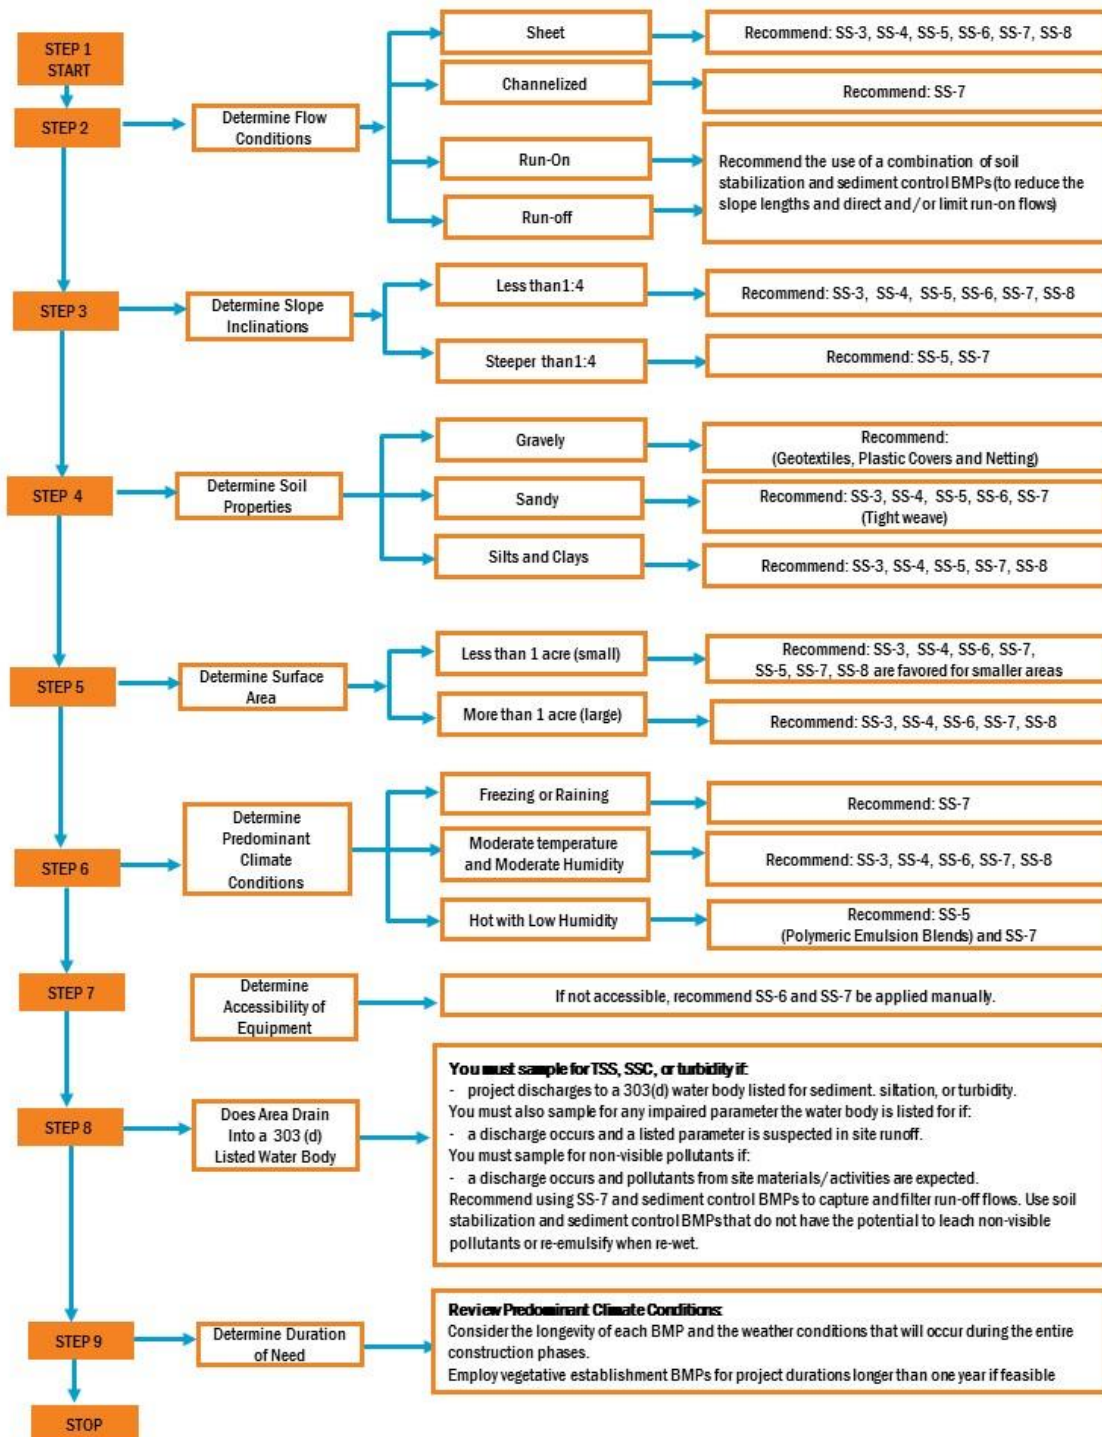 STEP 1
START
STEP 2
Determine Flow
Conditions
Sheet
Recommend: SS-3, SS-4, SS-5, SS-6, SS-7, SS-8
Channelized
Recommend: SS-7
Run-On
Run-off
Recommend the use of a combination of soil
stabilization and sediment control BMPs (to reduce the
slope lengths and direct and/or limit run-on flows)
STEP 3
Determine Slope
Inclinations
Less than 1:4
Recommend: SS-3, SS-4, SS-5, SS-6, SS-7, SS-8
Steeper than 1:4
Recommend: SS-5, SS-7
STEP 4
Determine Soil
Properties
Gravely
Recommend:
(Geotextiles, Plastic Covers and Netting)
Sandy
Recommend: SS-3, SS-4, SS-5, SS-6, SS-7
(Tight weave)
Silts and Clays
Recommend: SS-3, SS-4, SS-5, SS-7, SS-8
STEP 5
Determine Surface
Area
Less than 1 acre (small)
Recommend: SS-3, SS-4, SS-6, SS-7,
SS-5, SS-7, SS-8 are favored for smaller areas
More than 1 acre (large)
Recommend: SS-3, SS-4, SS-6, SS-7, SS-8
STEP 6
Determine
Predominant
Climate
Conditions
Freezing or Raining
Recommend: SS-7
Moderate temperature
and Moderate Humidity
Recommend: SS-3, SS-4, SS-6, SS-7, SS-8
Hot with Low Humidity
Recommend: SS-5
(Polymeric Emulsion Blends) and SS-7
STEP 7
Determine
Accessibility of
Equipment
If not accessible, recommend SS-6 and SS-7 be applied manually.
STEP 8
Does Area Drain
Into a 303 (d)
Listed Water Body
You must sample for TSS, SSC, or turbidity if:
- project discharges to a 303(d) water body listed for sediment. siltation, or turbidity.
You must also sample for any impaired parameter the water body is listed for if:
- a discharge occurs and a listed parameter is suspected in site runoff.
You must sample for non-visible pollutants if:
- a discharge occurs and pollutants from site materials/activities are expected.
Recommend using SS-7 and sediment control BMPs to capture and filter run-off flows. Use soil
stabilization and sediment control BMPs that do not have the potential to leach non-visible
pollutants or re-emulsify when re-wet.
STEP 9
Determine Duration
of Need
Review Predominant Climate Conditions:
Consider the longevity of each BMP and the weather conditions that will occur during the entire
construction phases.
Employ vegetative establishment BMPs for project durations longer than one year if feasible
STOP